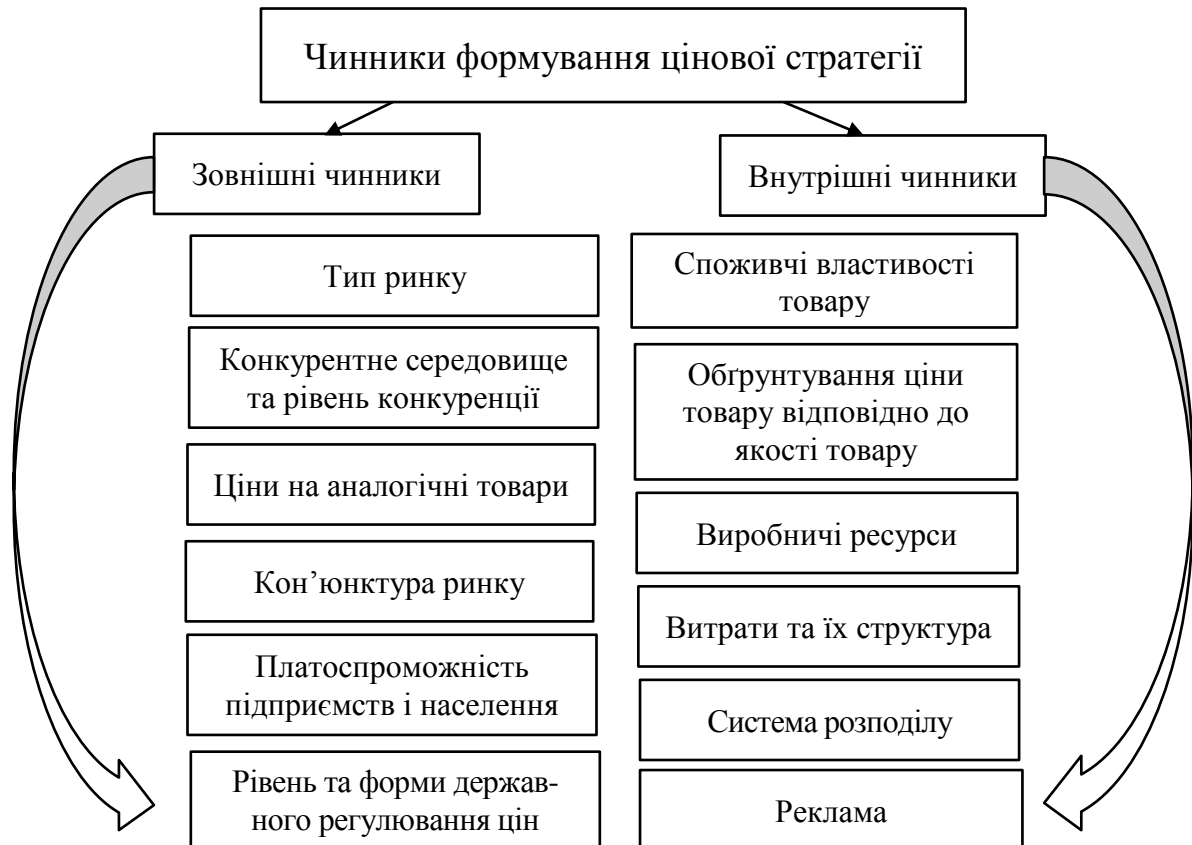 Чинники формування цінової стратегії
Зовнішні чинники
Внутрішні чинники
Тип ринку
Конкурентне середовище
та рівень конкуренції
Ціни на аналогічні товари
Кон’юнктура ринку
Платоспроможність
підприємств і населення
Рівень та форми держав-
ного регулювання цін
Споживчі властивості
товару
Обґрунтування ціни
товару відповідно до
якості товару
Виробничі ресурси
Витрати та їх структура
Система розподілу
Реклама